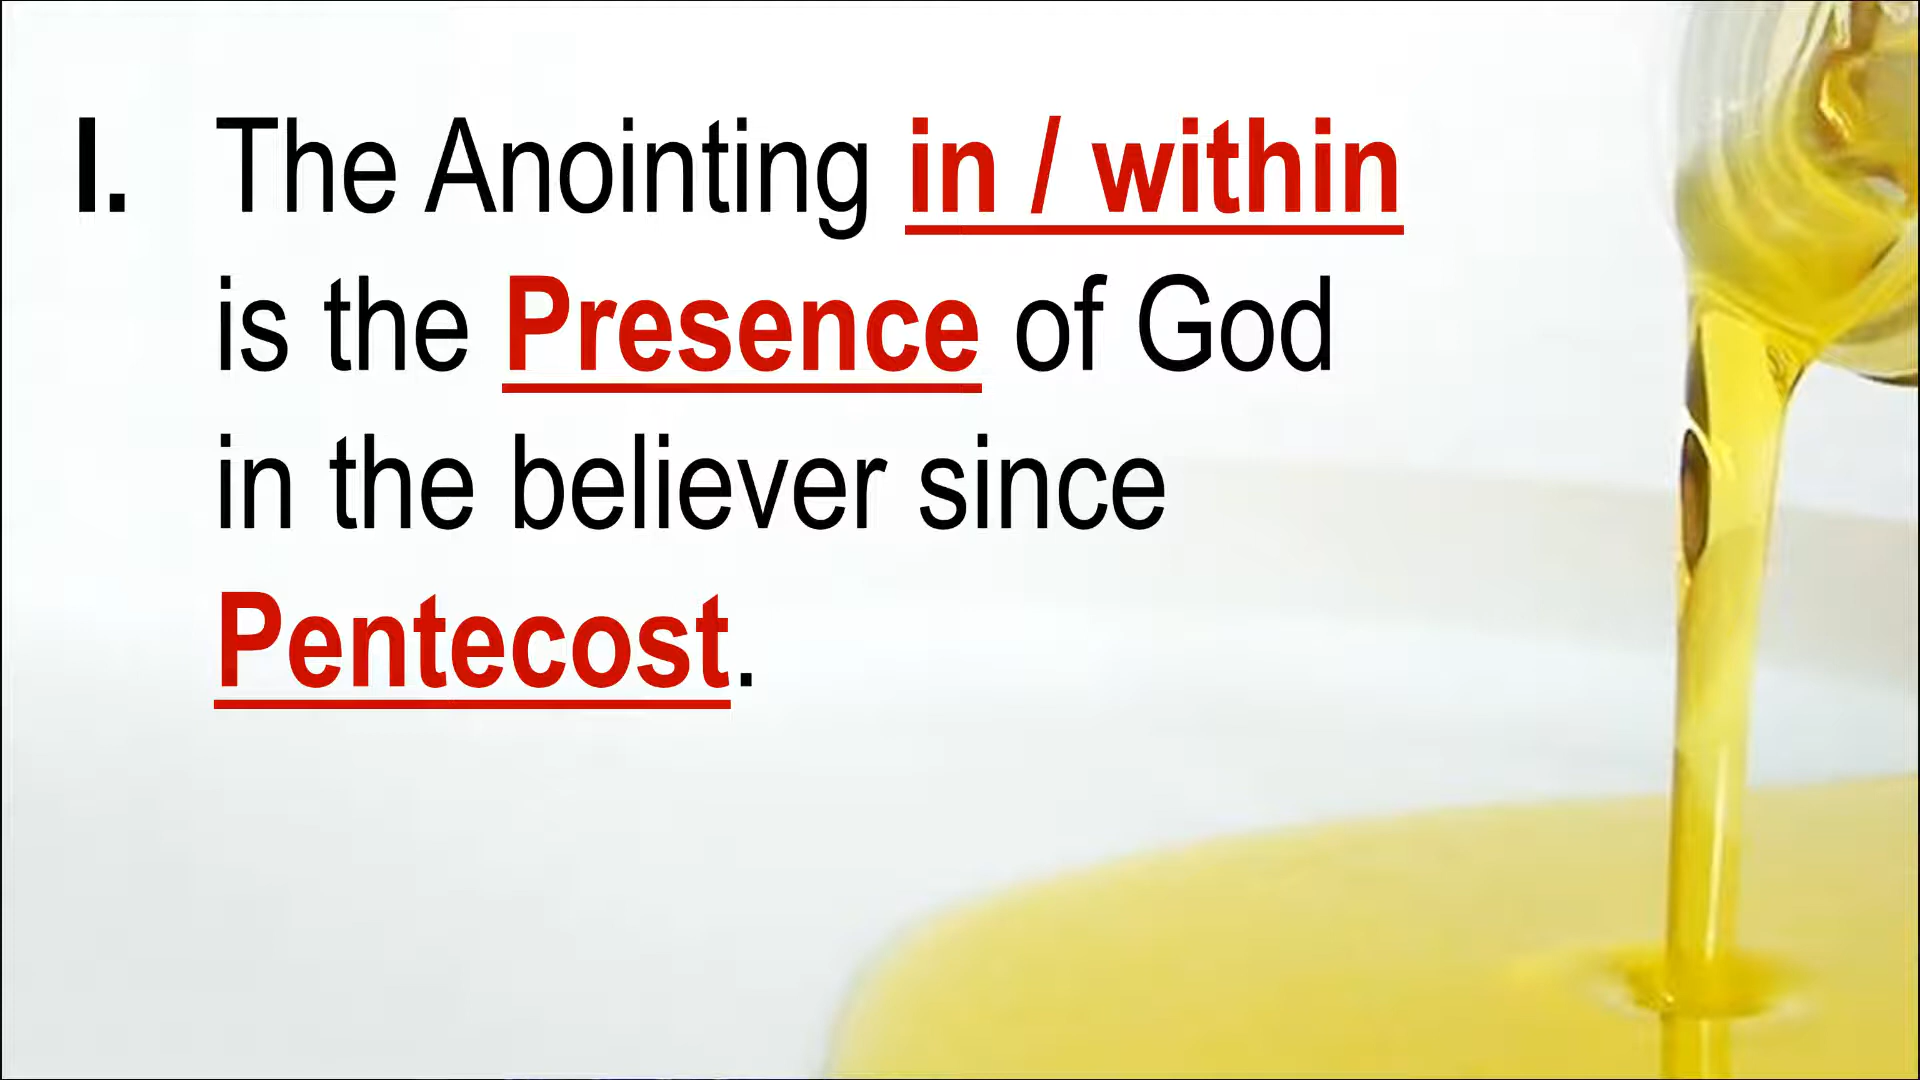 I. The Anointing in / within
is the Presence of God
in the believer since
Pentecost.